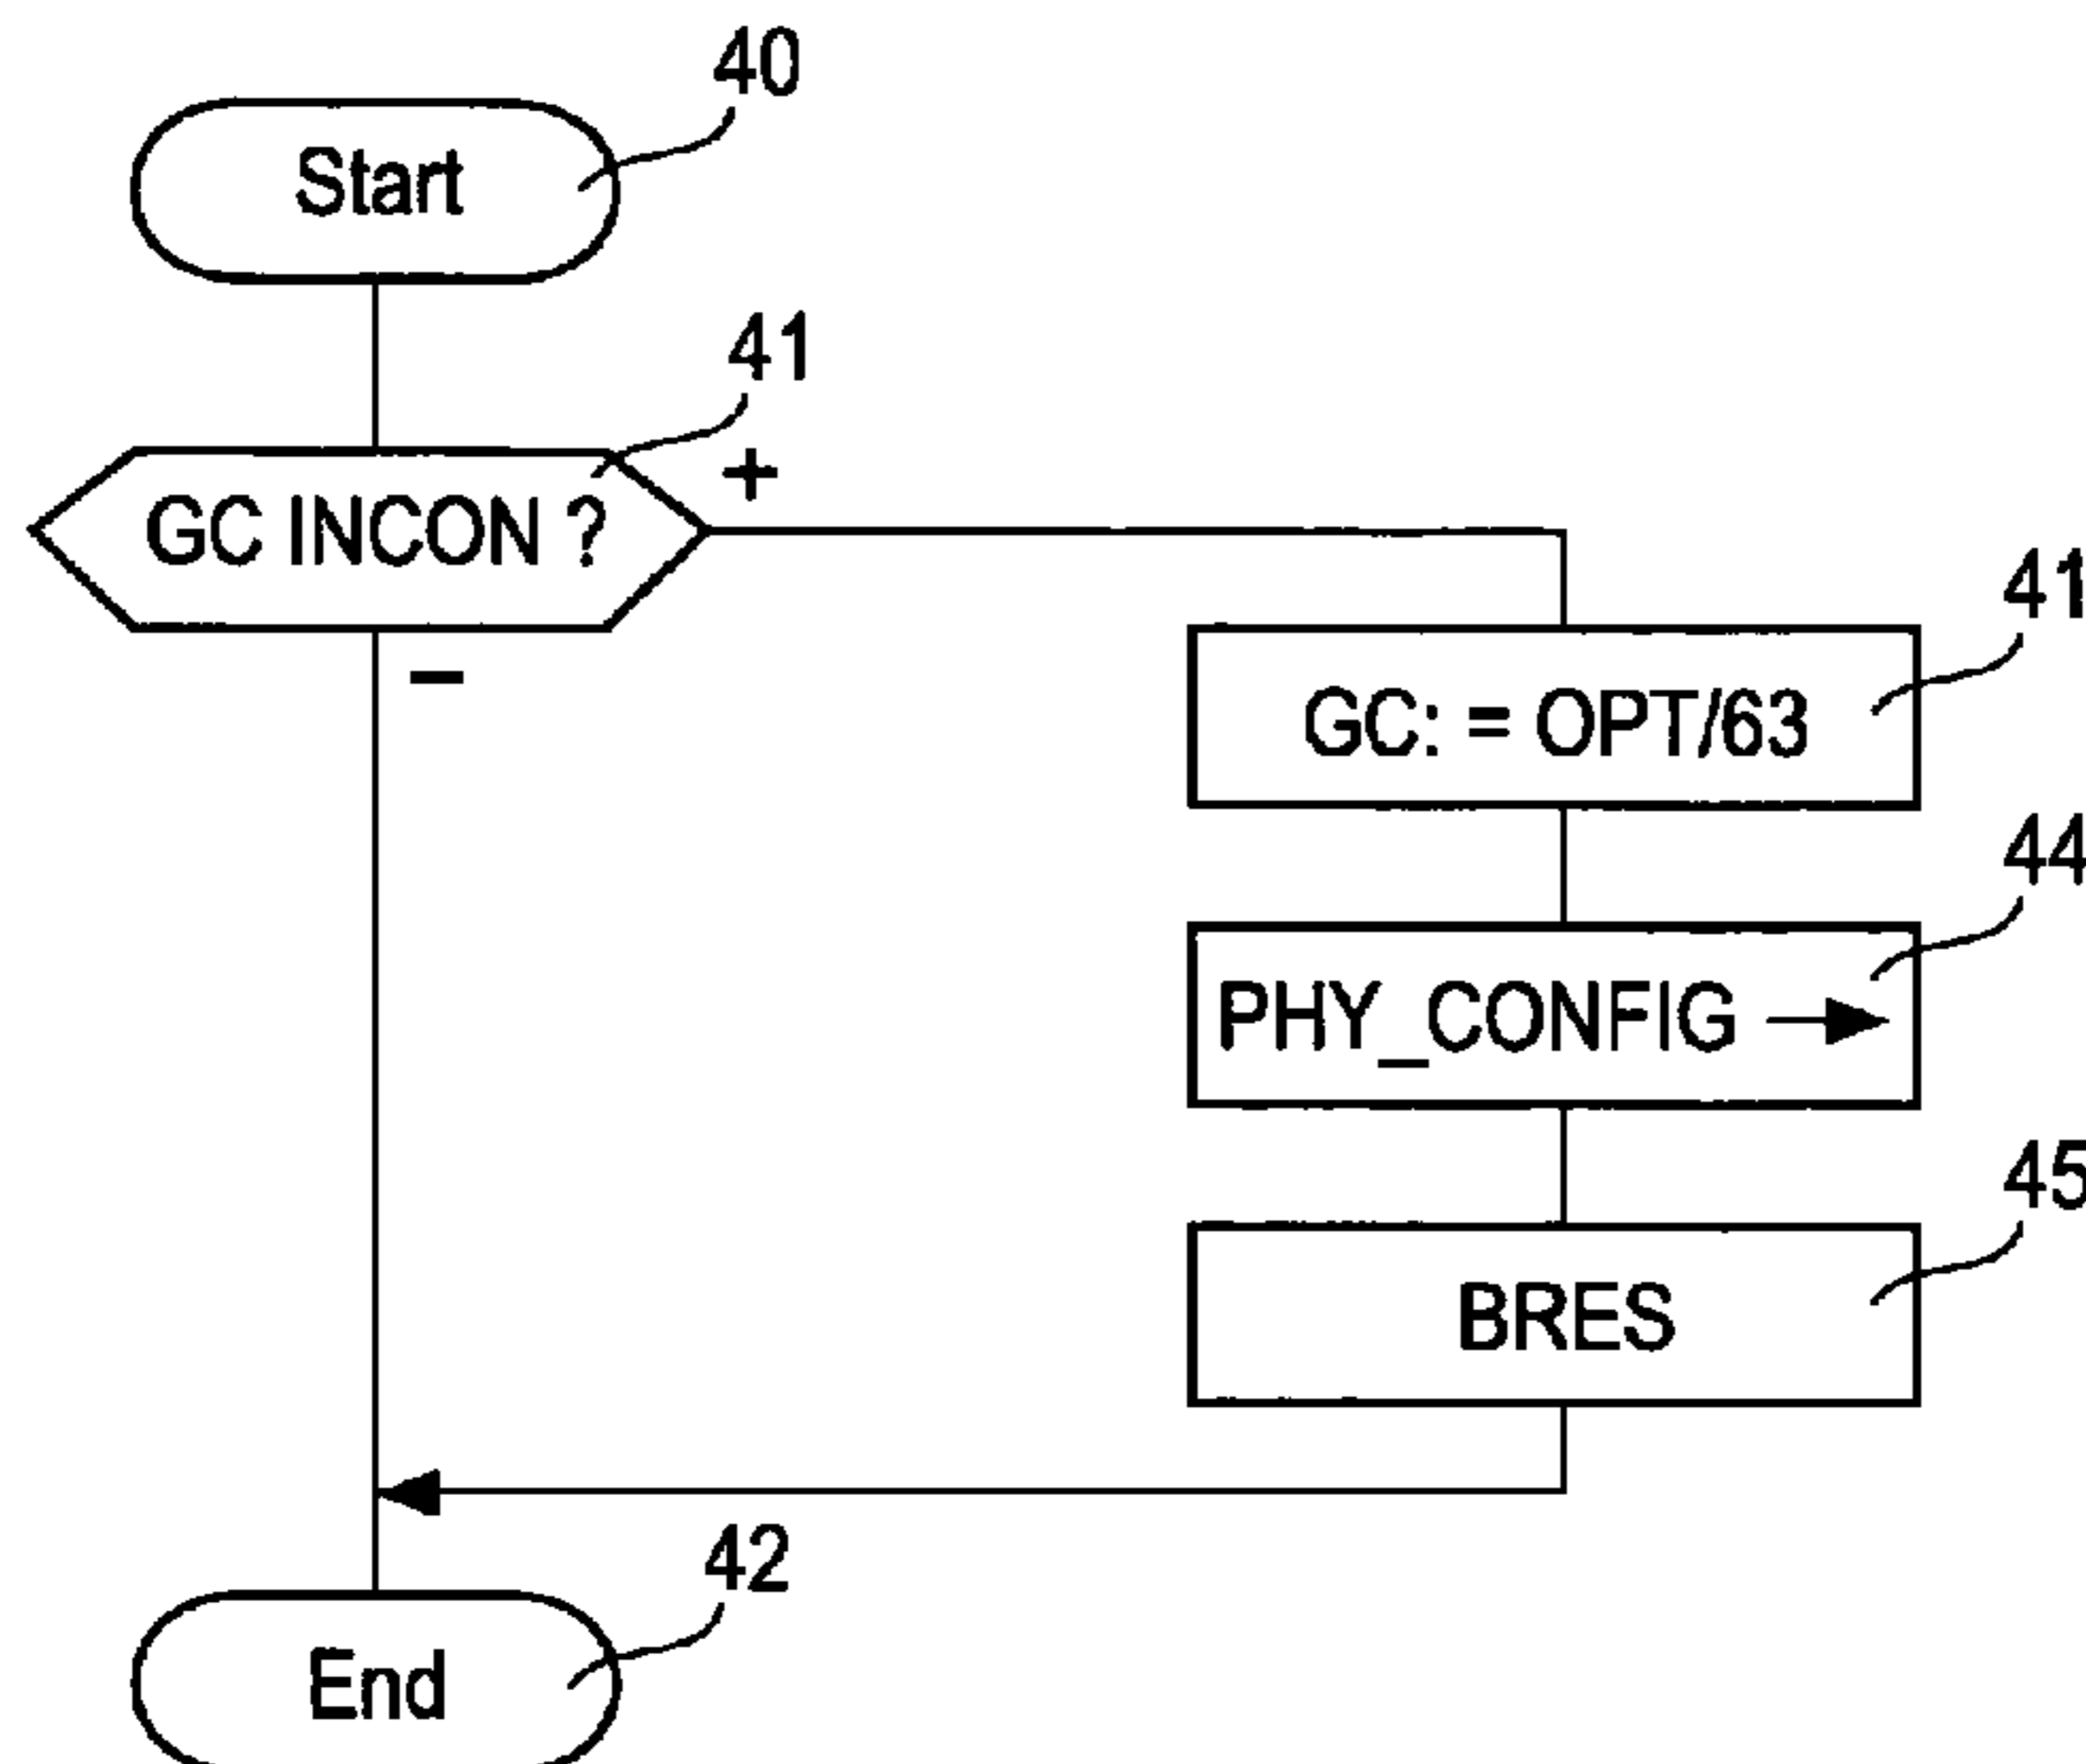 40
Start
41
GC INCON ?
+
−
41
GC: = OPT/63
44
PHY_CONFIG
45
BRES
42
End